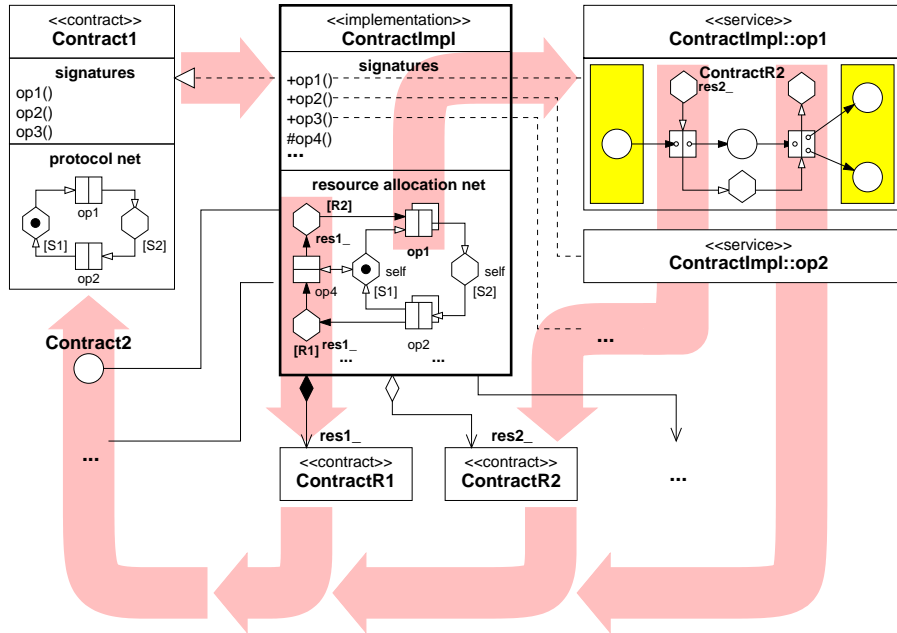 <<contract>>
Contract1
signatures
op1()
op2()
op3()
protocol net
op1
[S1]
[S2]
op2
<<implementation>>
ContractImpl
signatures
+op1()
+op2()
+op3()
#op4()
...
resource allocation net
[R2]
res1_
op1
self
self
[S1]
[S2]
op4
[R1]
res1_
op2
...
...
<<service>>
ContractImpl::op1
ContractR2
res2_
<<service>>
ContractImpl::op2
...
Contract2
...
res1_
<<contract>>
ContractR1
res2_
<<contract>>
ContractR2
...